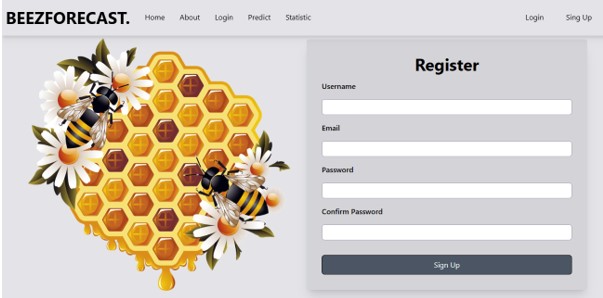 BEEZFORECAST. Home About Login Predict Statistic Login Sing Up
Register
Username
Email
Password
Confirm Password
Sign Up